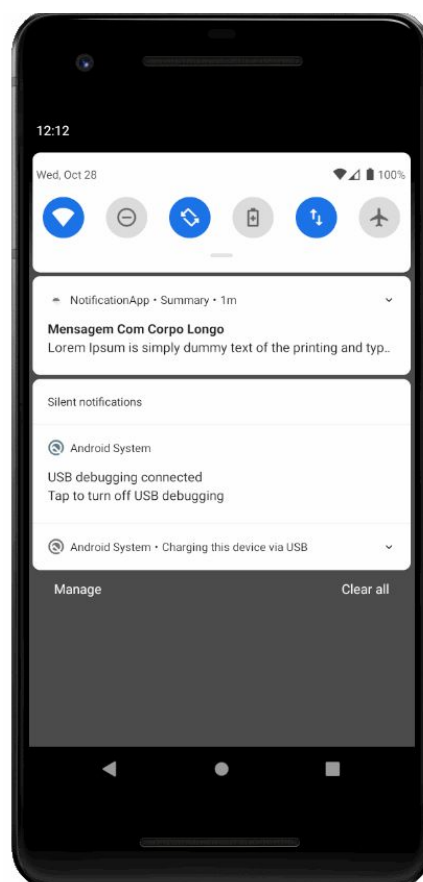 12:12
Wed, Oct 28
100%
NotificationApp • Summary • 1m
Mensagem Com Corpo Longo
Lorem Ipsum is simply dummy text of the printing and typ..
Silent notifications
Android System
USB debugging connected
Tap to turn off USB debugging
Android System • Charging this device via USB
Manage
Clear all